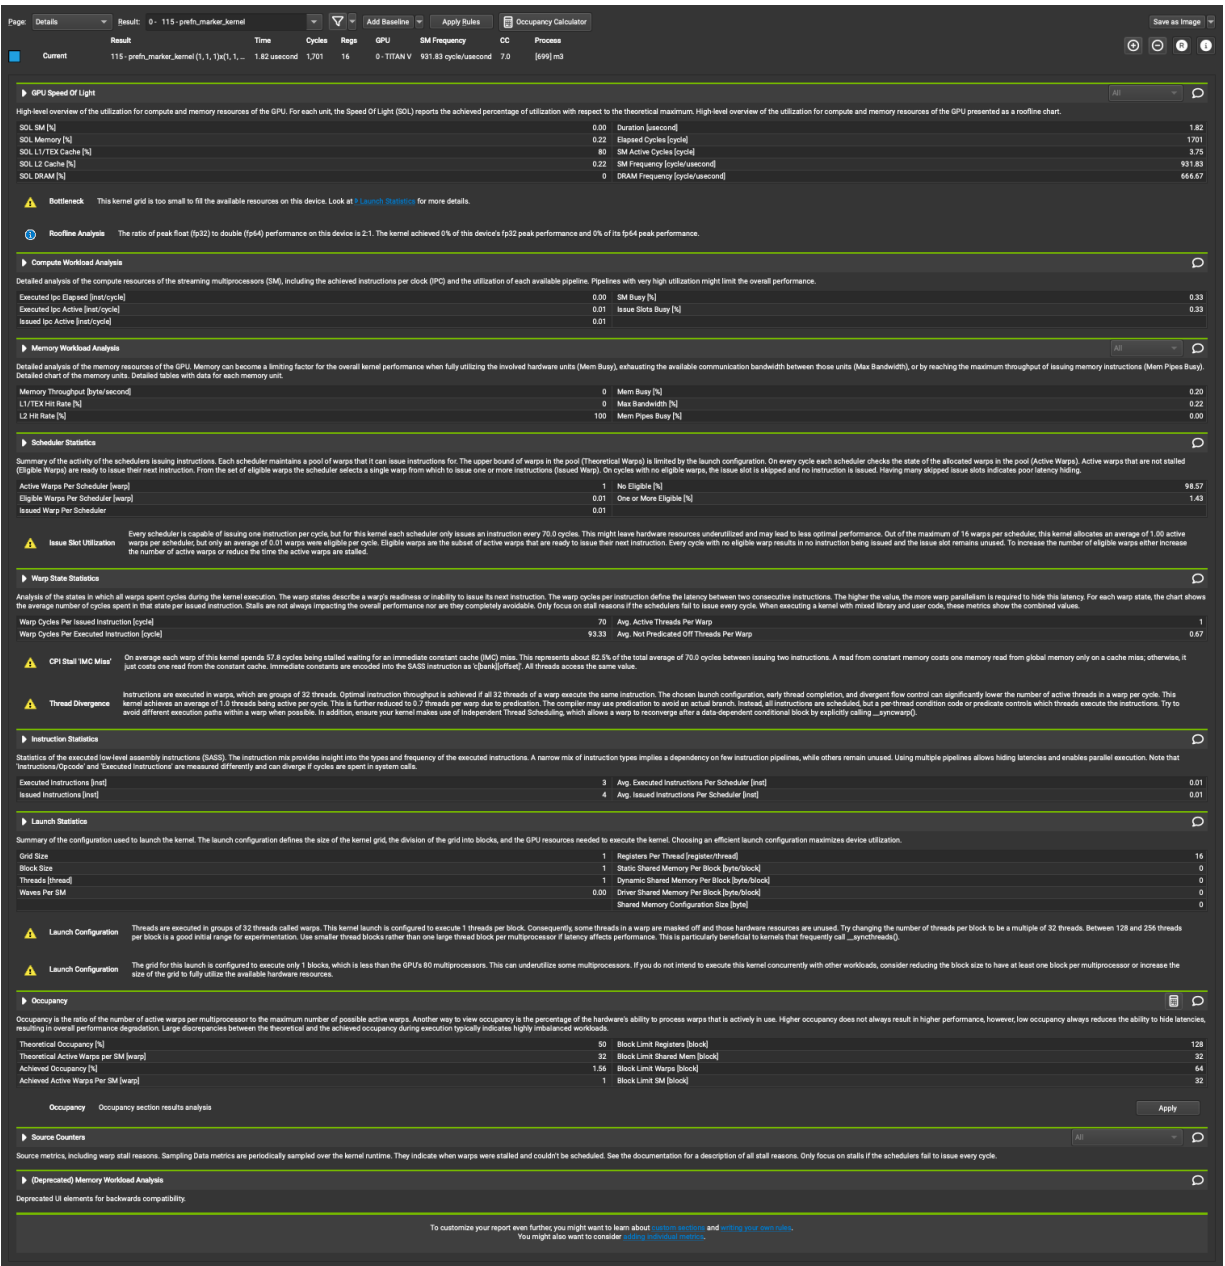 Page: Details Result: 0 - 115 - prefn_marker_kernel Add Baseline Apply Rules Occupancy Calculator Save as Image
Result Time Cycles Regs GPU SM Frequency CC Process
Current 115 - prefn_marker_kernel (1, 1, 1)x(1, 1, ... 1.82 usecond 1,701 16 0 - TITAN V 931.83 cycle/usecond 7.0 [699] m3
GPU Speed Of Light All
High-level overview of the utilization for compute and memory resources of the GPU. For each unit, the Speed Of Light (SOL) reports the achieved percentage of utilization with respect to the theoretical maximum. High-level overview of the utilization for compute and memory resources of the GPU presented as a roofline chart.
SOL SM [%] 0.00 Duration [usecond] 1.82
SOL Memory [%] 0.22 Elapsed Cycles [cycle] 1701
SOL L1/TEX Cache [%] 80 SM Active Cycles [cycle] 3.75
SOL L2 Cache [%] 0.22 SM Frequency [cycle/usecond] 931.83
SOL DRAM [%] 0 DRAM Frequency [cycle/usecond] 666.67
Bottleneck This kernel grid is too small to fill the available resources on this device. Look at Launch Statistics for more details.
Roofline Analysis The ratio of peak float (fp32) to double (fp64) performance on this device is 2:1. The kernel achieved 0% of this device's fp32 peak performance and 0% of its fp64 peak performance.
Compute Workload Analysis
Detailed analysis of the compute resources of the streaming multiprocessors (SM), including the achieved instructions per clock (IPC) and the utilization of each available pipeline. Pipelines with very high utilization might limit the overall performance.
Executed Ipc Elapsed [inst/cycle] 0.00 SM Busy [%] 0.33
Executed Ipc Active [inst/cycle] 0.01 Issue Slots Busy [%] 0.33
Issued Ipc Active [inst/cycle] 0.01
Memory Workload Analysis All
Detailed analysis of the memory resources of the GPU. Memory can become a limiting factor for the overall kernel performance when fully utilizing the involved hardware units (Mem Busy), exhausting the available communication bandwidth between those units (Max Bandwidth), or by reaching the maximum throughput of issuing memory instructions (Mem Pipes Busy).
Detailed chart of the memory units. Detailed tables with data for each memory unit.
Memory Throughput [byte/second] 0 Mem Busy [%] 0.20
L1/TEX Hit Rate [%] 0 Max Bandwidth [%] 0.22
L2 Hit Rate [%] 100 Mem Pipes Busy [%] 0.00
Scheduler Statistics
Summary of the activity of the schedulers issuing instructions. Each scheduler maintains a pool of warps that it can issue instructions for. The upper bound of warps in the pool (Theoretical Warps) is limited by the launch configuration. On every cycle each scheduler checks the state of the allocated warps in the pool (Active Warps). Active warps that are not stalled
(Eligible Warps) are ready to issue their next instruction. From the set of eligible warps the scheduler selects a single warp from which to issue one or more instructions (Issued Warp). On cycles with no eligible warps, the issue slot is skipped and no instruction is issued. Having many skipped issue slots indicates poor latency hiding.
Active Warps Per Scheduler [warp] 1 No Eligible [%] 98.57
Eligible Warps Per Scheduler [warp] 0.01 One or More Eligible [%] 1.43
Issued Warp Per Scheduler 0.01
Every scheduler is capable of issuing one instruction per cycle, but for this kernel each scheduler only issues an instruction every 70.0 cycles. This might leave hardware resources underutilized and may lead to less optimal performance. Out of the maximum of 16 warps per scheduler, this kernel allocates an average of 1.00 active
Issue Slot Utilization warps per scheduler, but only an average of 0.01 warps were eligible per cycle. Eligible warps are the subset of active warps that are ready to issue their next instruction. Every cycle with no eligible warp results in no instruction being issued and the issue slot remains unused. To increase the number of eligible warps either increase
the number of active warps or reduce the time the active warps are stalled.
Warp State Statistics
Analysis of the states in which all warps spent cycles during the kernel execution. The warp states describe a warp's readiness or inability to issue its next instruction. The warp cycles per instruction define the latency between two consecutive instructions. The higher the value, the more warp parallelism is required to hide this latency. For each warp state, the chart shows
the average number of cycles spent in that state per issued instruction. Stalls are not always impacting the overall performance nor are they completely avoidable. Only focus on stall reasons if the schedulers fail to issue every cycle. When executing a kernel with mixed library and user code, these metrics show the combined values.
Warp Cycles Per Issued Instruction [cycle] 70 Avg. Active Threads Per Warp 1
Warp Cycles Per Executed Instruction [cycle] 93.33 Avg. Not Predicated Off Threads Per Warp 0.67
CPI Stall 'IMC Miss' On average each warp of this kernel spends 57.8 cycles being stalled waiting for an immediate constant cache (IMC) miss. This represents about 82.5% of the total average of 70.0 cycles between issuing two instructions. A read from constant memory costs one memory read from global memory only on a cache miss; otherwise, it
just costs one read from the constant cache. Immediate constants are encoded into the SASS instruction as 'c[bank][offset]'. All threads access the same value.
Instructions are executed in warps, which are groups of 32 threads. Optimal instruction throughput is achieved if all 32 threads of a warp execute the same instruction. The chosen launch configuration, early thread completion, and divergent flow control can significantly lower the number of active threads in a warp per cycle. This
Thread Divergence kernel achieves an average of 1.0 threads being active per cycle. This is further reduced to 0.7 threads per warp due to predication. The compiler may use predication to avoid an actual branch. Instead, all instructions are scheduled, but a per-thread condition code or predicate controls which threads execute the instructions. Try to
avoid different execution paths within a warp when possible. In addition, ensure your kernel makes use of Independent Thread Scheduling, which allows a warp to reconverge after a data-dependent conditional block by explicitly calling __syncwarp().
Instruction Statistics
Statistics of the executed low-level assembly instructions (SASS). The instruction mix provides insight into the types and frequency of the executed instructions. A narrow mix of instruction types implies a dependency on few instruction pipelines, while others remain unused. Using multiple pipelines allows hiding latencies and enables parallel execution. Note that
'Instructions/Opcode' and 'Executed Instructions' are measured differently and can diverge if cycles are spent in system calls.
Executed Instructions [inst] 3 Avg. Executed Instructions Per Scheduler [inst] 0.01
Issued Instructions [inst] 4 Avg. Issued Instructions Per Scheduler [inst] 0.01
Launch Statistics
Summary of the configuration used to launch the kernel. The launch configuration defines the size of the kernel grid, the division of the grid into blocks, and the GPU resources needed to execute the kernel. Choosing an efficient launch configuration maximizes device utilization.
Grid Size 1 Registers Per Thread [register/thread] 16
Block Size 1 Static Shared Memory Per Block [byte/block] 0
Threads [thread] 1 Dynamic Shared Memory Per Block [byte/block] 0
Waves Per SM 0.00 Driver Shared Memory Per Block [byte/block] 0
Shared Memory Configuration Size [byte] 0
Launch Configuration Threads are executed in groups of 32 threads called warps. This kernel launch is configured to execute 1 threads per block. Consequently, some threads in a warp are masked off and those hardware resources are unused. Try changing the number of threads per block to be a multiple of 32 threads. Between 128 and 256 threads
per block is a good initial range for experimentation. Use smaller thread blocks rather than one large thread block per multiprocessor if latency affects performance. This is particularly beneficial to kernels that frequently call __syncthreads().
Launch Configuration The grid for this launch is configured to execute only 1 blocks, which is less than the GPU's 80 multiprocessors. This can underutilize some multiprocessors. If you do not intend to execute this kernel concurrently with other workloads, consider reducing the block size to have at least one block per multiprocessor or increase the
size of the grid to fully utilize the available hardware resources.
Occupancy
Occupancy is the ratio of the number of active warps per multiprocessor to the maximum number of possible active warps. Another way to view occupancy is the percentage of the hardware's ability to process warps that is actively in use. Higher occupancy does not always result in higher performance, however, low occupancy always reduces the ability to hide latencies,
resulting in overall performance degradation. Large discrepancies between the theoretical and the achieved occupancy during execution typically indicates highly imbalanced workloads.
Theoretical Occupancy [%] 50 Block Limit Registers [block] 128
Theoretical Active Warps per SM [warp] 32 Block Limit Shared Mem [block] 32
Achieved Occupancy [%] 1.56 Block Limit Warps [block] 64
Achieved Active Warps Per SM [warp] 1 Block Limit SM [block] 32
Occupancy Occupancy section results analysis Apply
Source Counters All
Source metrics, including warp stall reasons. Sampling Data metrics are periodically sampled over the kernel runtime. They indicate when warps were stalled and couldn't be scheduled. See the documentation for a description of all stall reasons. Only focus on stalls if the schedulers fail to issue every cycle.
(Deprecated) Memory Workload Analysis
Deprecated UI elements for backwards compatibility.
To customize your report even further, you might want to learn about custom sections and writing your own rules.
You might also want to consider adding individual metrics.